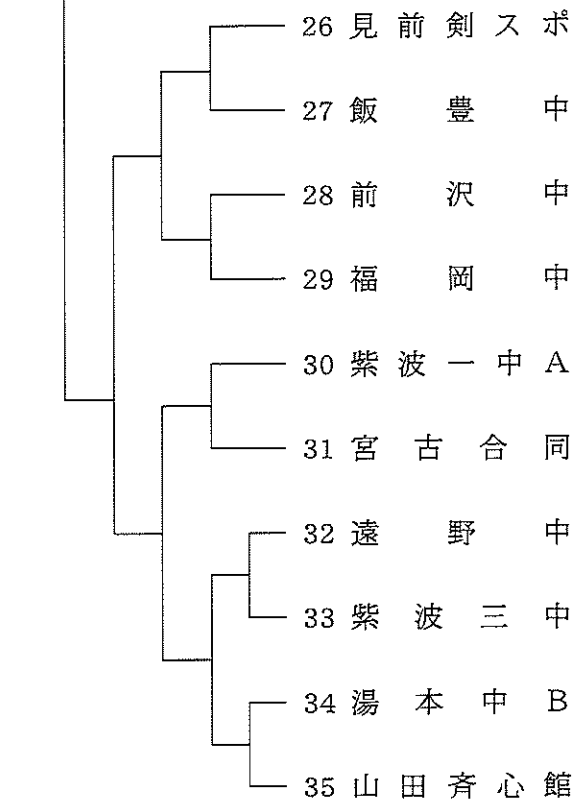 26 見前剣スポ
27 飯豊中
28 前沢中
29 福岡中
30 紫波一中A
31 宮古合同
32 遠野中
33 紫波三中
34 湯本中B
35 山田斉心館